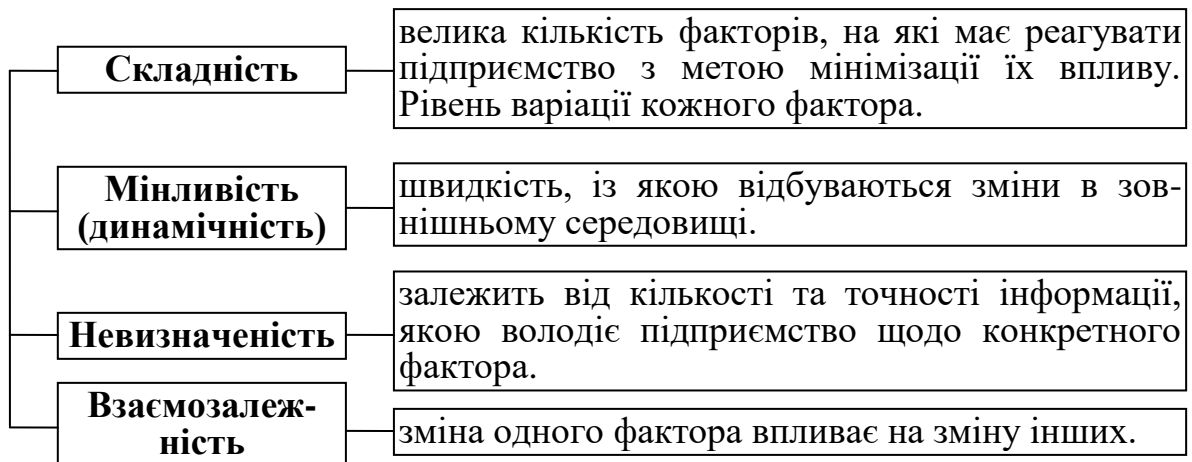 Складність
велика кількість факторів, на які має реагувати
підприємство з метою мінімізації їх впливу.
Рівень варіації кожного фактора.
Мінливість
(динамічність)
швидкість, із якою відбуваються зміни в зов-
нішньому середовищі.
Невизначеність
залежить від кількості та точності інформації,
якою володіє підприємство щодо конкретного
фактора.
Взаємозалеж-
ність
зміна одного фактора впливає на зміну інших.